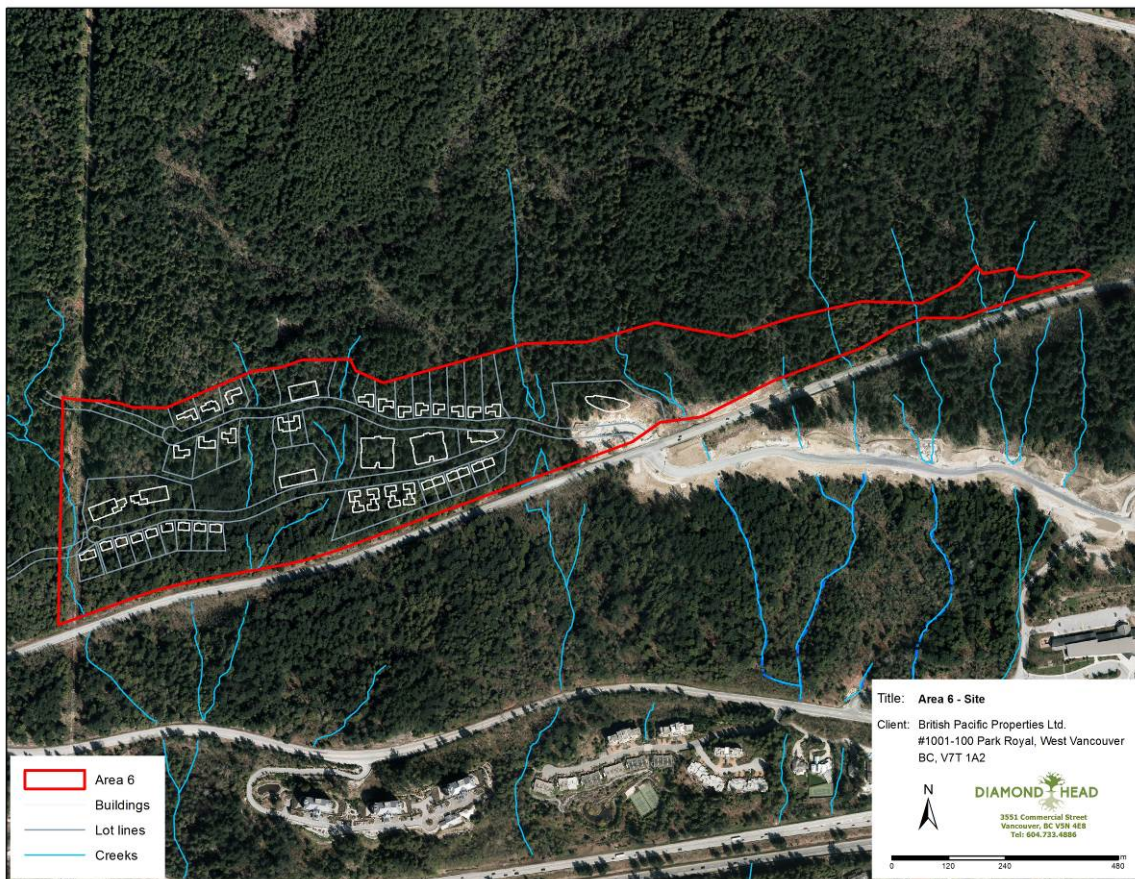 Title: Area 6 - Site
Client: British Pacific Properties Ltd.
#1001-100 Park Royal, West Vancouver
BC, V7T 1A2
N
DIAMOND HEAD
3551 Commercial Street
Vancouver, BC V5N 4E8
Tel: 604.733.4886
m
0 120 240 480
Area 6
Buildings
Lot lines
Creeks